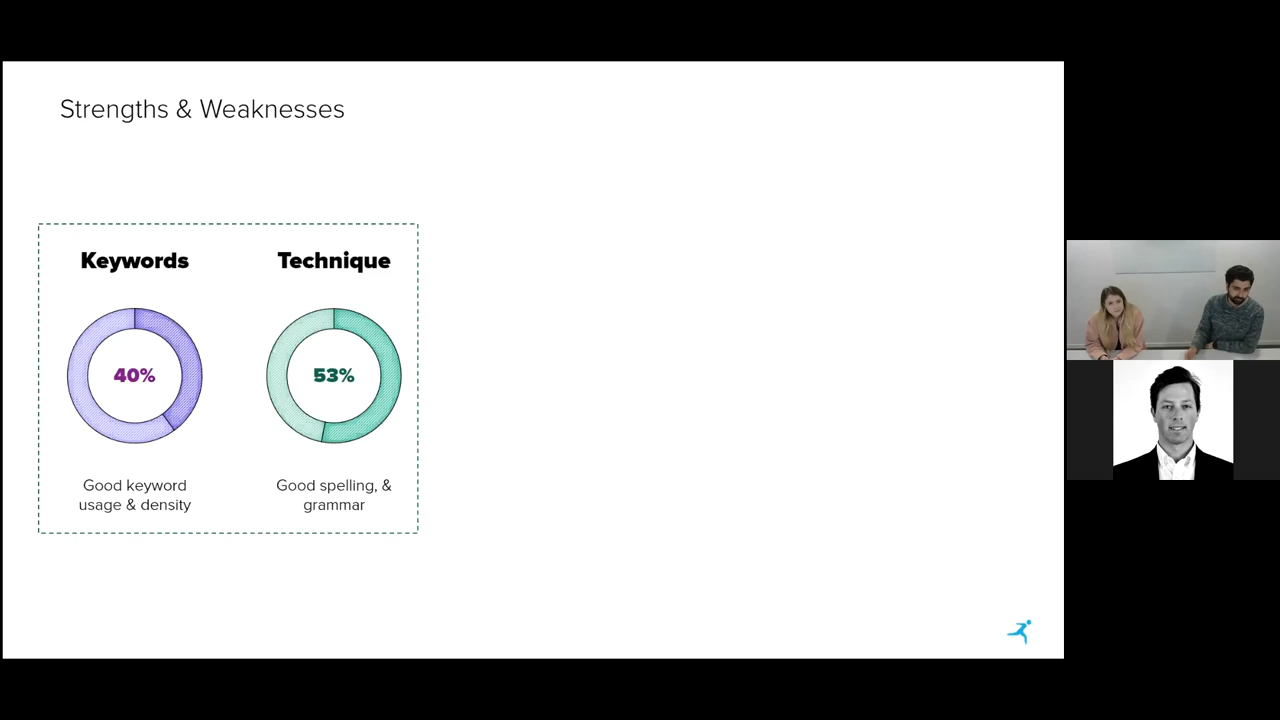 Strengths & Weaknesses
Keywords
Technique
40%
53%
Good keyword
usage & density
Good spelling, &
grammar